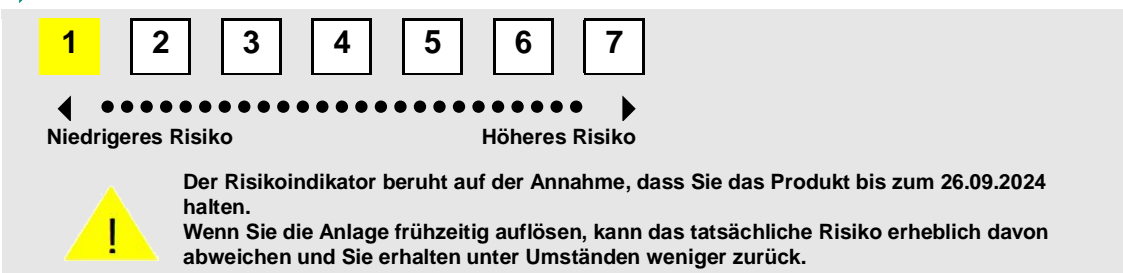 1 2 3 4 5 6 7
Niedrigeres Risiko Höheres Risiko
!
Der Risikoindikator beruht auf der Annahme, dass Sie das Produkt bis zum 26.09.2024
halten.
Wenn Sie die Anlage frühzeitig auflösen, kann das tatsächliche Risiko erheblich davon
abweichen und Sie erhalten unter Umständen weniger zurück.